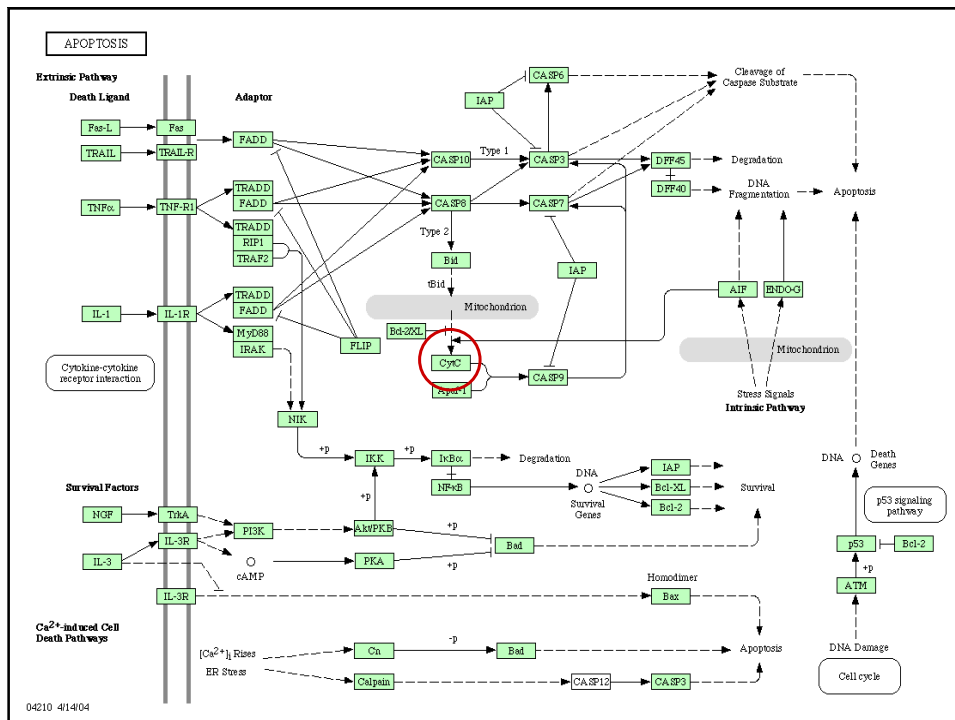 APOPTOSIS
Extrinsic Pathway
Death Ligand
Adaptor
CASP6
Cleavage of
Caspase Substrate
IAP
Fas-L
Fas
FADD
TRAIL
TRAIL-R
Type 1
CASP10
CASP3
DFF45
Degradation
DFF40
DNA
Fragmentation
Apoptosis
TRADD
FADD
TNFα
TNF-R1
CASP8
CASP7
TRADD
RIP1
TRAF2
Type 2
Bid
IAP
tBid
TRADD
FADD
AIF
ENDO-G
Mitochondrion
IL-1
IL-1R
MyD88
IRAK
FLIP
Bcl-2/XL
Mitochondrion
CytC
Cytokine-cytokine
receptor interaction
CASP9
Apaf-1
Stress Signals
Intrinsic Pathway
NIK
+p
IKK
+p
IκBα
Degradation
DNA
DNA
Death
Genes
IAP
NF-κB
Bcl-XL
Survival
Survival
Genes
Bcl-2
Survival Factors
+p
p53 signaling
pathway
NGF
TrkA
PI3K
Akt/PKB
+p
IL-3R
Bad
p53
Bcl-2
IL-3
cAMP
PKA
+p
+p
ATM
IL-3R
Homodimer
Bax
Ca2+-induced Cell
Death Pathways
[Ca2+]i Rises
Cn
-p
Bad
Apoptosis
DNA Damage
ER Stress
Calpain
CASP12
CASP3
Cell cycle
04210 4/14/04